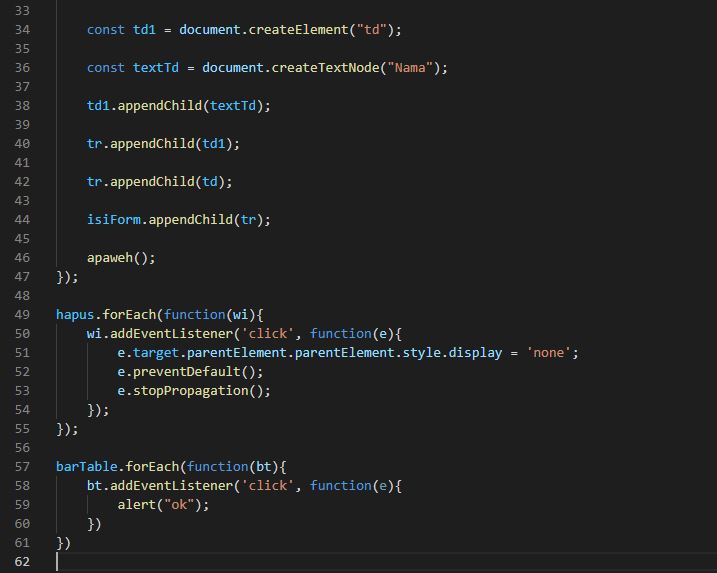 33
34     const td1 = document.createElement("td");
35
36     const textTd = document.createTextNode("Nama");
37
38     td1.appendChild(textTd);
39
40     tr.appendChild(td1);
41
42     tr.appendChild(td);
43
44     isiForm.appendChild(tr);
45
46     apaweh();
47 });
48
49 hapus.forEach(function(wi){
50     wi.addEventListener('click', function(e){
51         e.target.parentElement.parentElement.style.display = 'none';
52         e.preventDefault();
53         e.stopPropagation();
54     });
55 });
56
57 barTable.forEach(function(bt){
58     bt.addEventListener('click', function(e){
59         alert("ok");
60     })
61 })
62